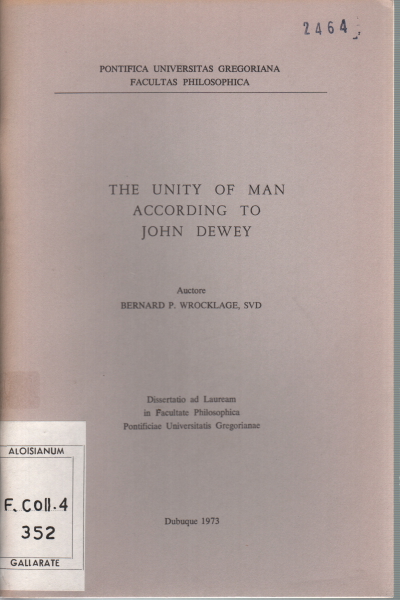 2464
PONTIFICA UNIVERSITAS GREGORIANA
FACULTAS PHILOSOPHICA
THE UNITY OF MAN
ACCORDING TO
JOHN DEWEY
Auctore
BERNARD P. WROCKLAGE, SVD
Dissertatio ad Lauream
in Facultate Philosophica
Pontificiae Universitatis Gregorianae
ALOISIANUM
F. Coll. 4
352
GALLARATE
Dubuque 1973